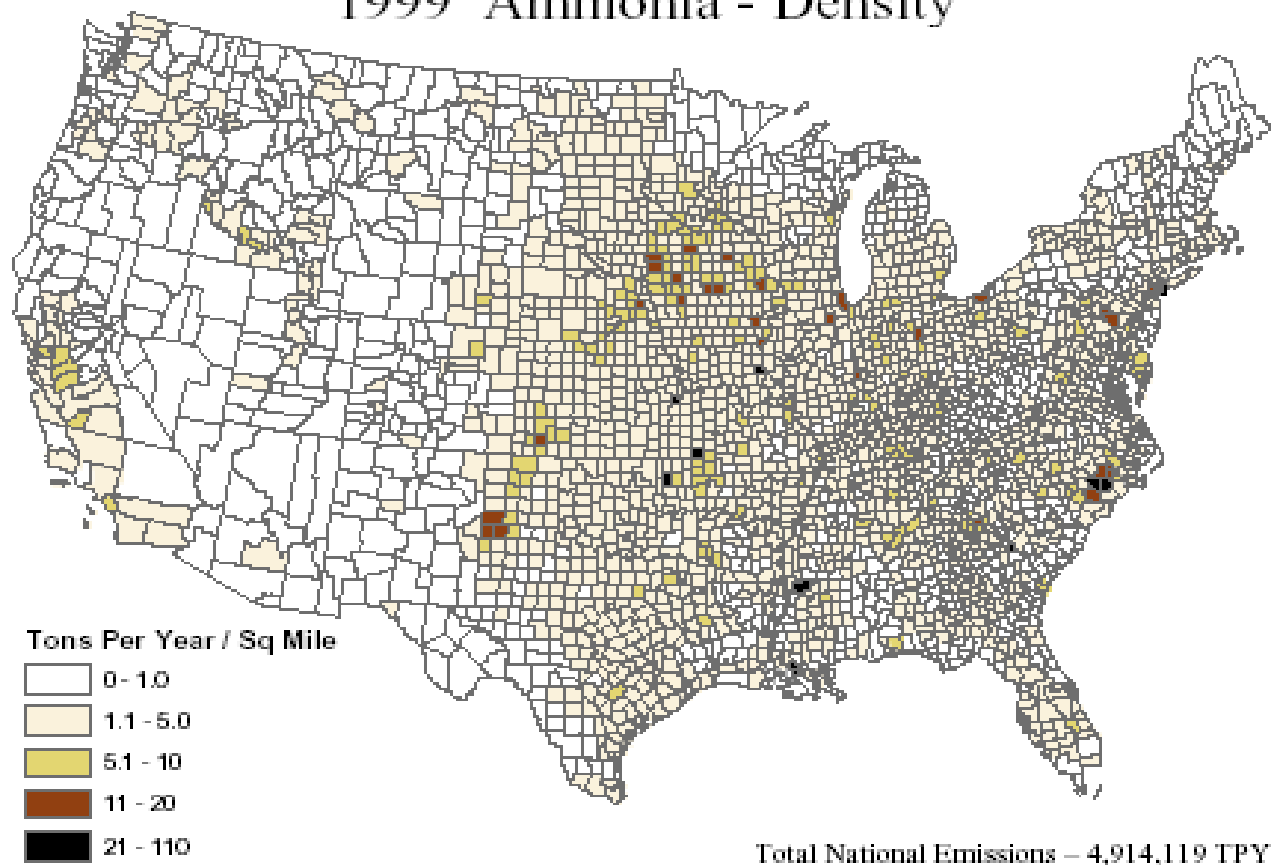 1999 Ammonia - Density
Tons Per Year / Sq Mile
0 - 1.0
1.1 - 5.0
5.1 - 10
11 - 20
21 - 110
Total National Emissions – 4,914,119 TPY